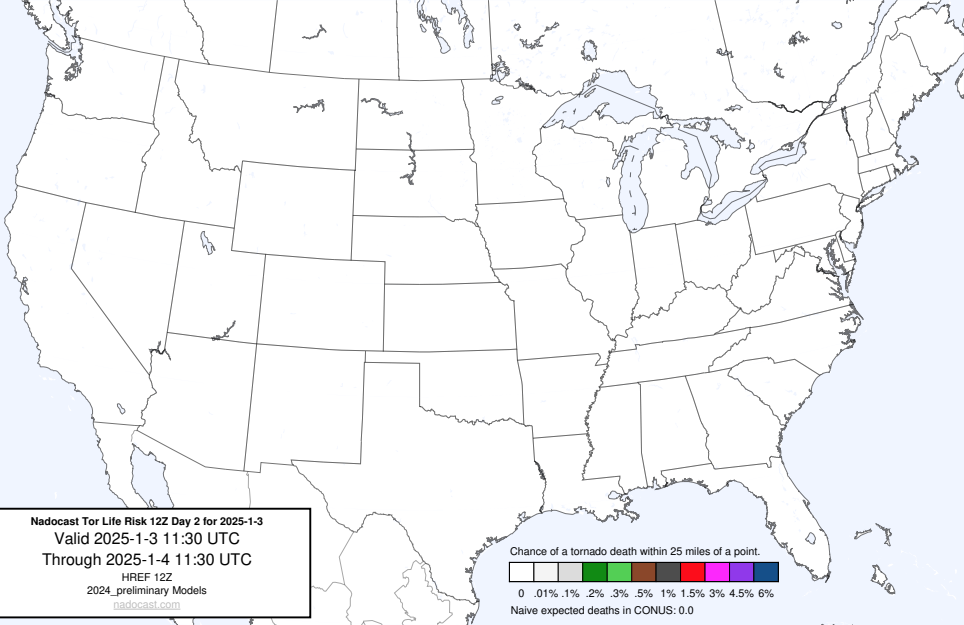 Nadocast Tor Life Risk 12Z Day 2 for 2025-1-3
Valid 2025-1-3 11:30 UTC
Through 2025-1-4 11:30 UTC
HREF 12Z
2024_preliminary Models
nadocast.com
Chance of a tornado death within 25 miles of a point.
0 .01% .1% .2% .3% .5% 1% 1.5% 3% 4.5% 6%
Naive expected deaths in CONUS: 0.0